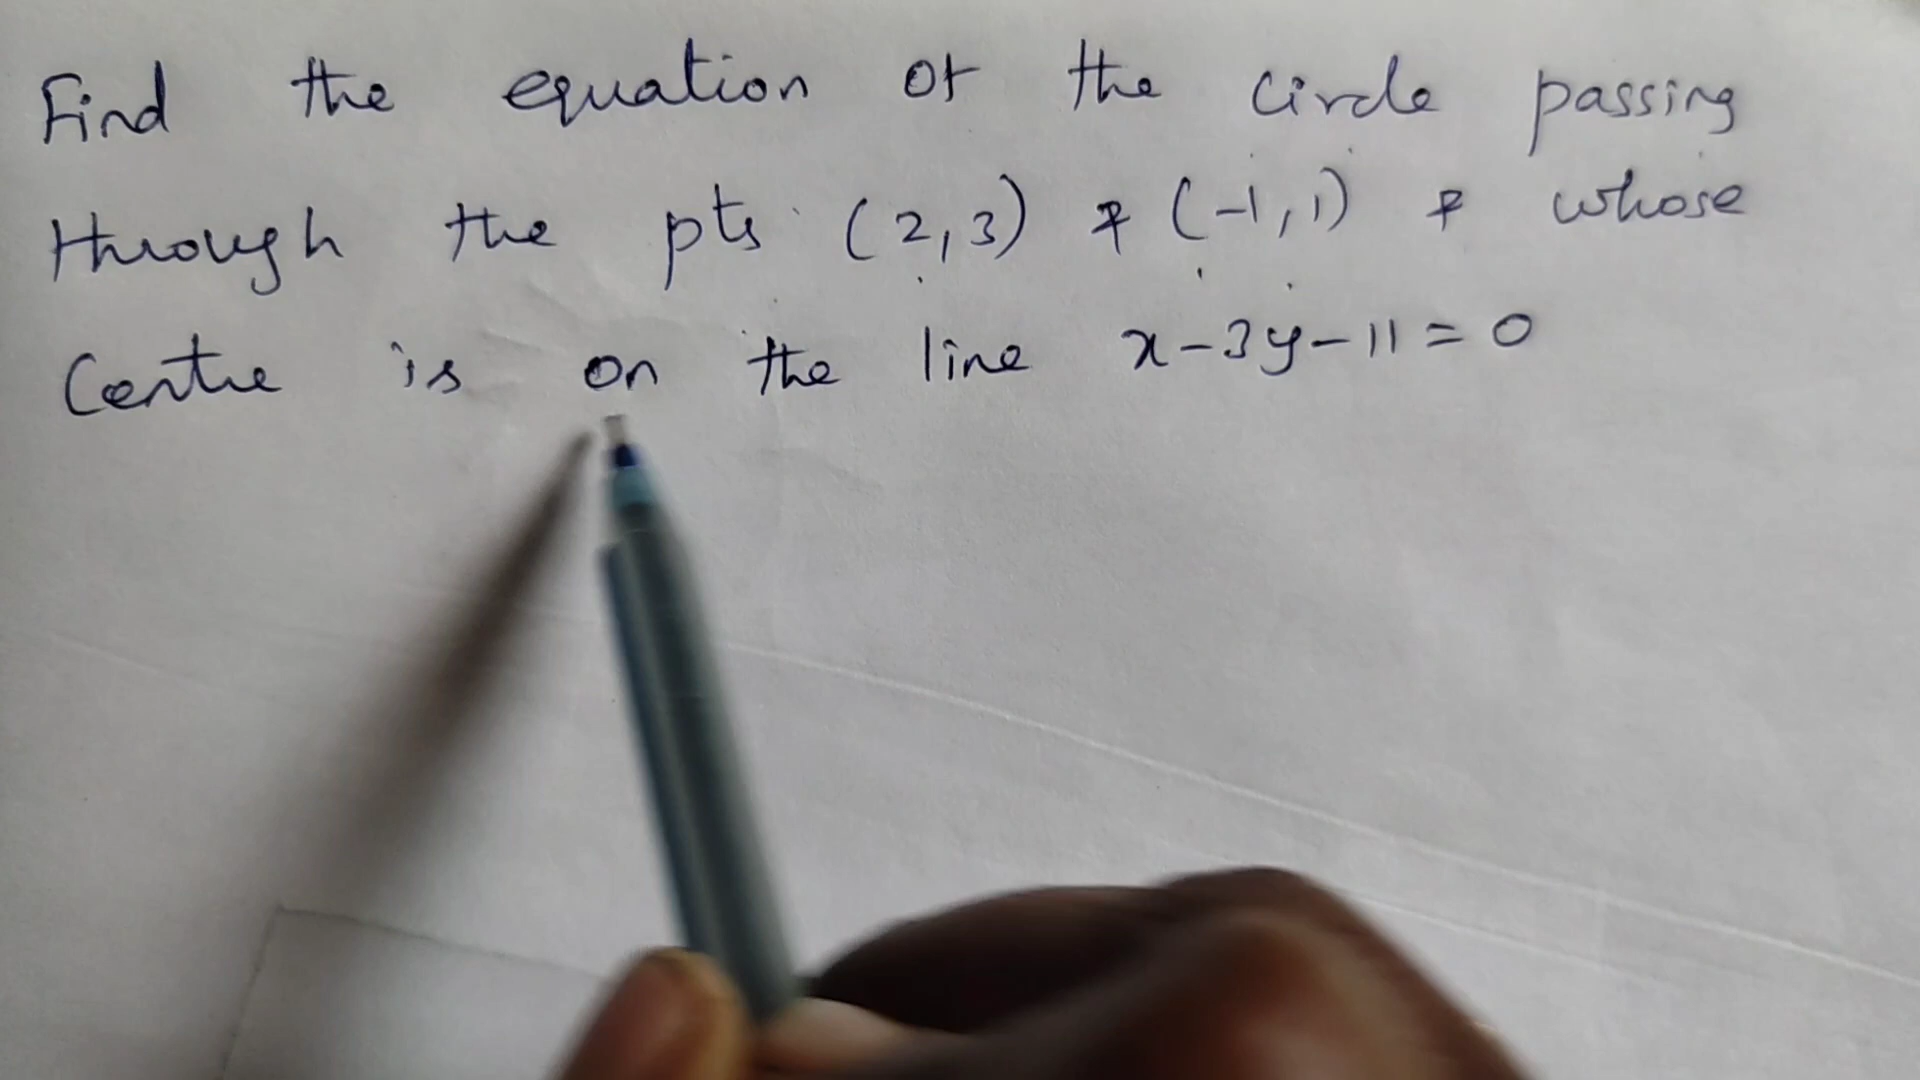 Find the equation of the circle passing
through the pts (2,3) & (-1,1) & whose
Centre is on the line x-3y-11=0